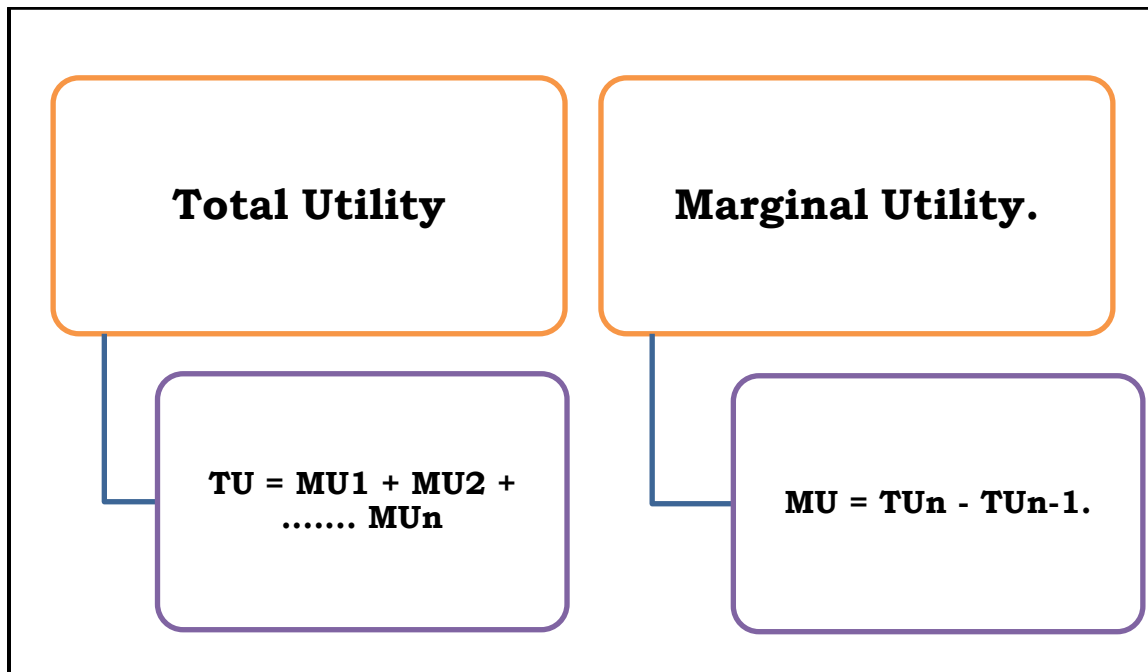 Total Utility
TU = MU1 + MU2 +
....... MUn
Marginal Utility.
MU = TUn - TUn-1.